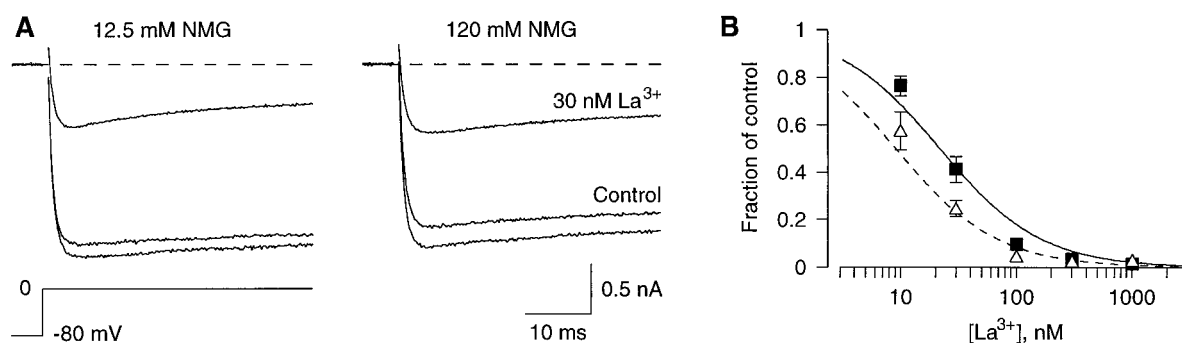 A
12.5 mM NMG
120 mM NMG
30 nM La³⁺
Control
0
-80 mV
0.5 nA
10 ms
B
Fraction of control
1
0.8
0.6
0.4
0.2
0
10
100
1000
[La³⁺], nM